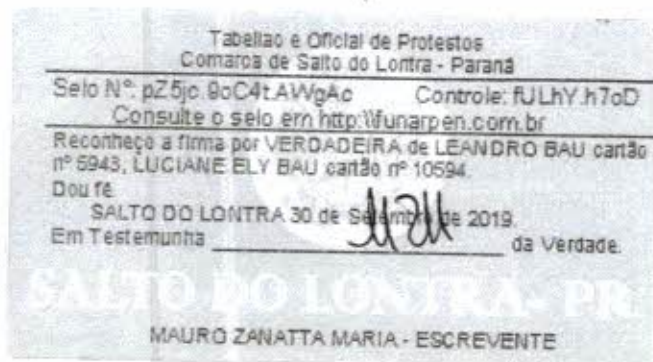 Tabelião e Oficial de Protestos
Comarca de Salto do Lontra - Paraná
Selo Nº: pZ5jc.9oC4t.AWgAc Controle: fULhY.h7oD
Consulte o selo em http:\\funarpen.com.br
Reconheço a firma por VERDADEIRA de LEANDRO BAU cartão
nº 5943, LUCIANE ELY BAU cartão nº 10594.
Dou fé
SALTO DO LONTRA 30 de Setembro de 2019.
Em Testemunha da Verdade.
SALTO DO LONTRA - PR
MAURO ZANATTA MARIA - ESCREVENTE